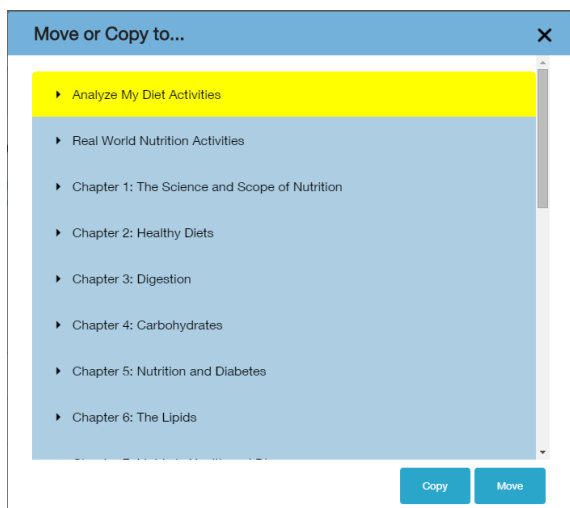 Move or Copy to...
Analyze My Diet Activities
Real World Nutrition Activities
Chapter 1: The Science and Scope of Nutrition
Chapter 2: Healthy Diets
Chapter 3: Digestion
Chapter 4: Carbohydrates
Chapter 5: Nutrition and Diabetes
Chapter 6: The Lipids
Copy Move